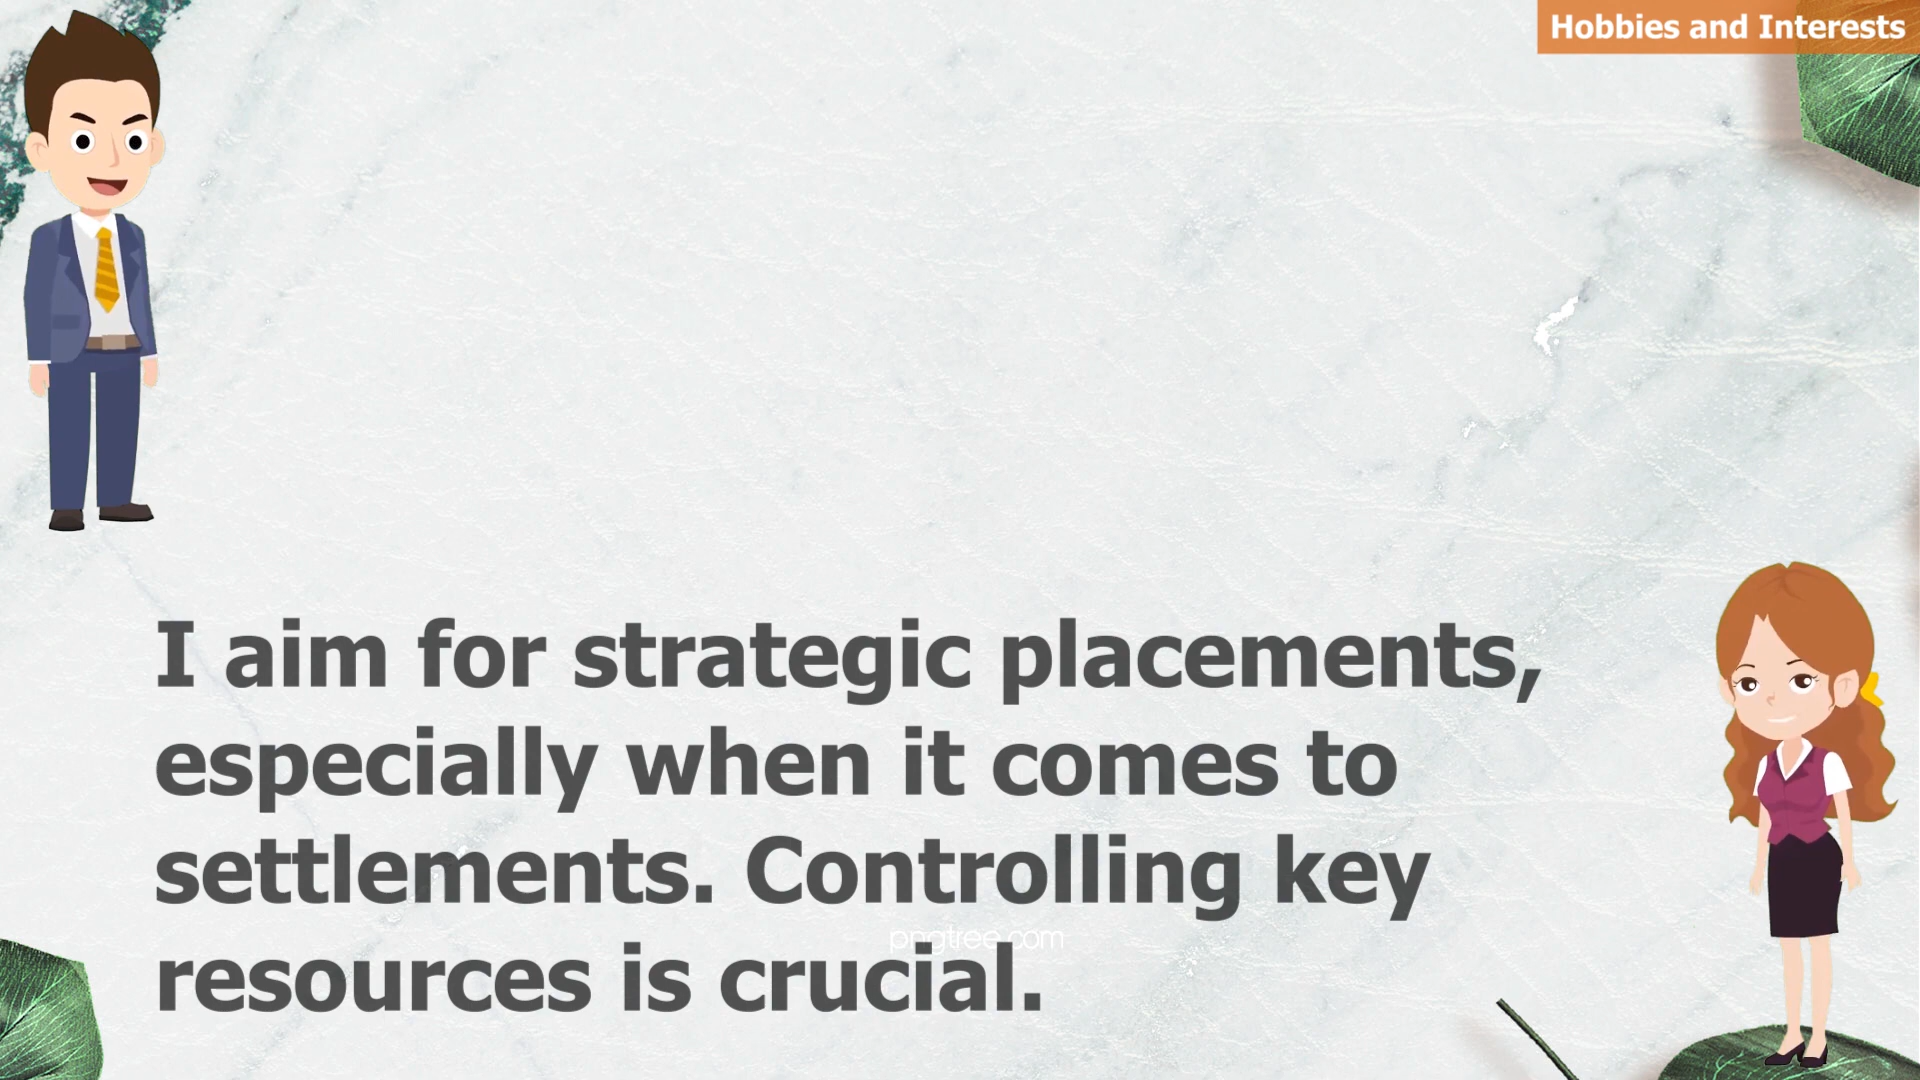 Hobbies and Interests
I aim for strategic placements,
especially when it comes to
settlements. Controlling key
pngtree.com
resources is crucial.